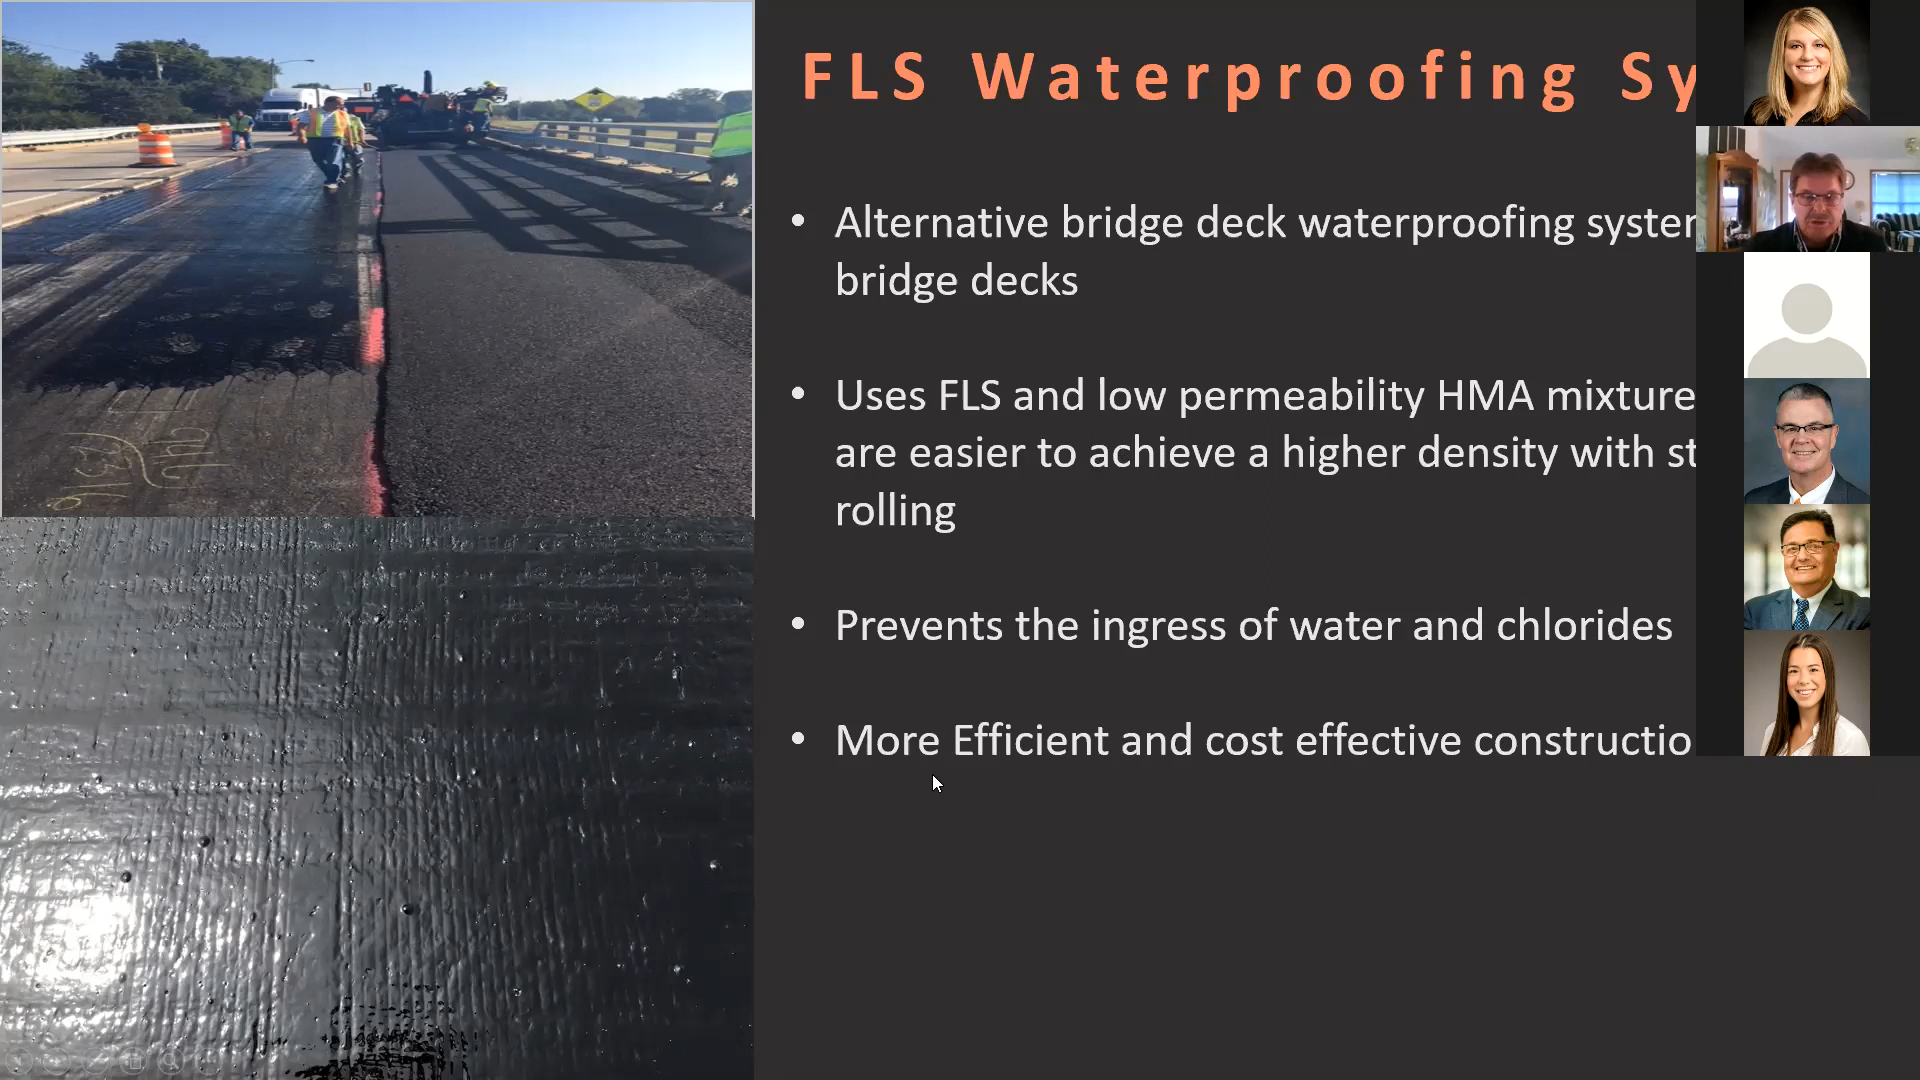 FLS Waterproofing Sy
• Alternative bridge deck waterproofing system
bridge decks
• Uses FLS and low permeability HMA mixture
are easier to achieve a higher density with st
rolling
• Prevents the ingress of water and chlorides
• More Efficient and cost effective constructio